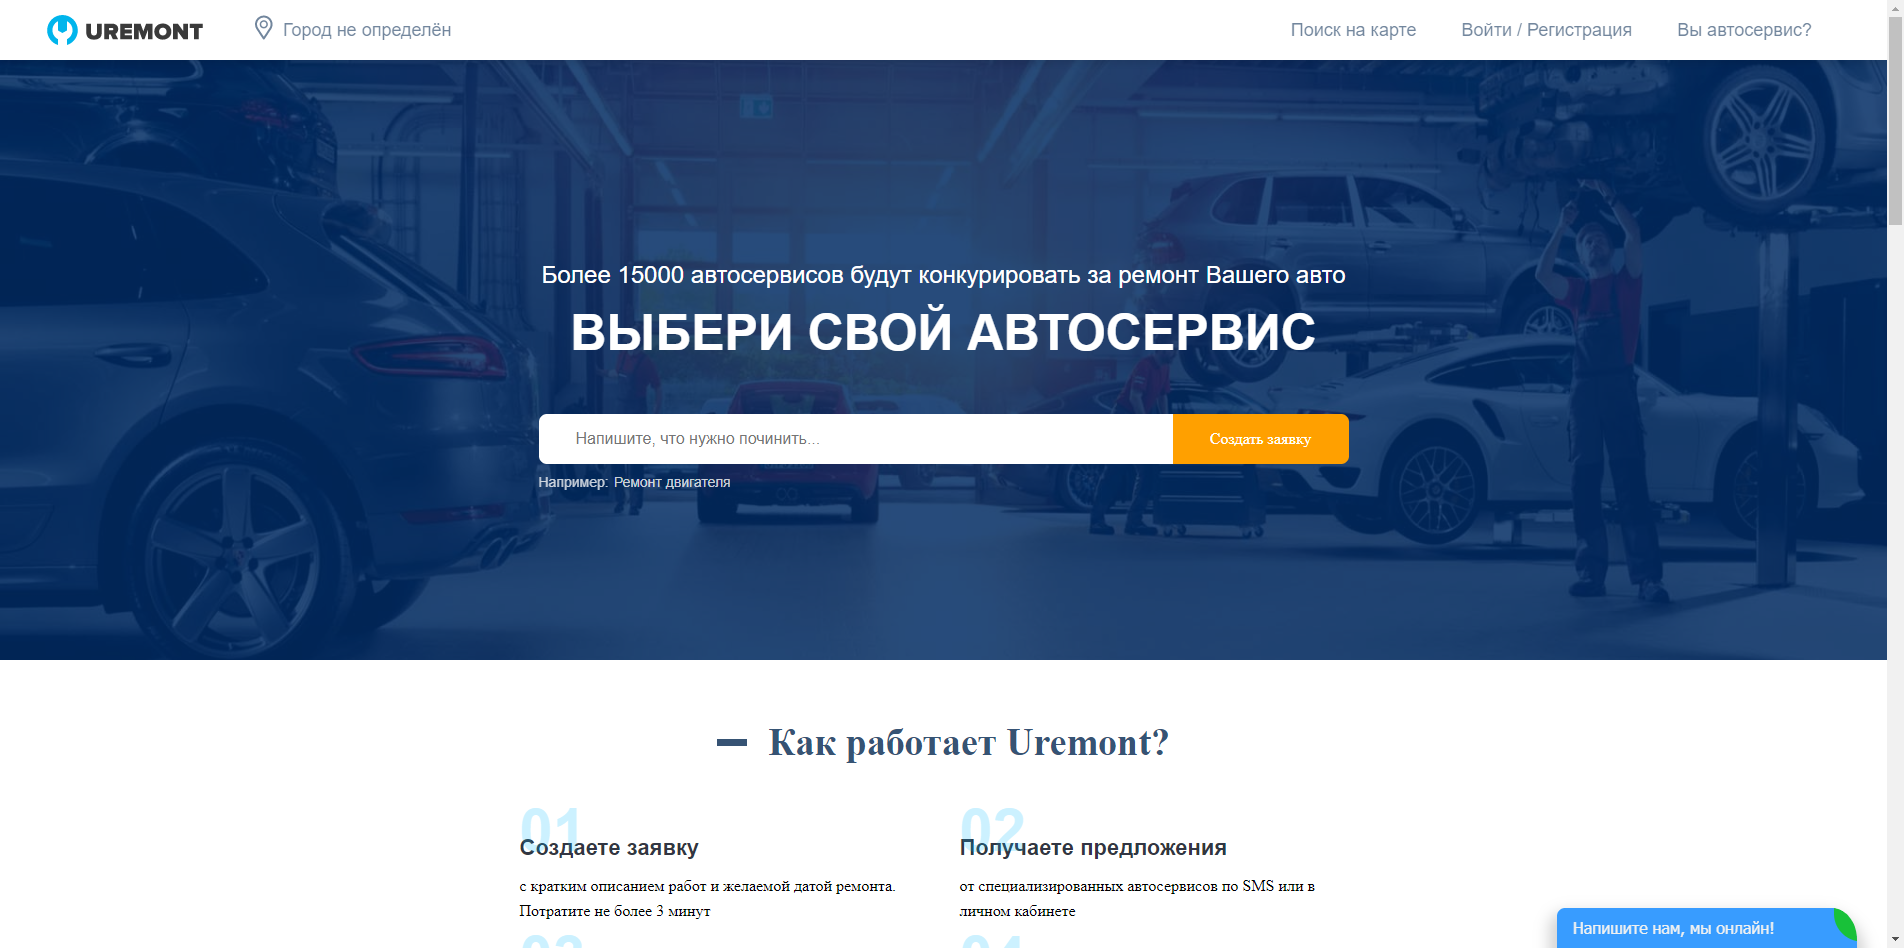 UREMONT
Город не определён
Поиск на карте
Войти / Регистрация
Вы автосервис?
Более 15000 автосервисов будут конкурировать за ремонт Вашего авто
ВЫБЕРИ СВОЙ АВТОСЕРВИС
Напишите, что нужно починить...
Создать заявку
Например: Ремонт двигателя
Как работает Uremont?
01
Создаете заявку
с кратким описанием работ и желаемой датой ремонта.
Потратите не более 3 минут
02
Получаете предложения
от специализированных автосервисов по SMS или в
личном кабинете
03
04
Напишите нам, мы онлайн!